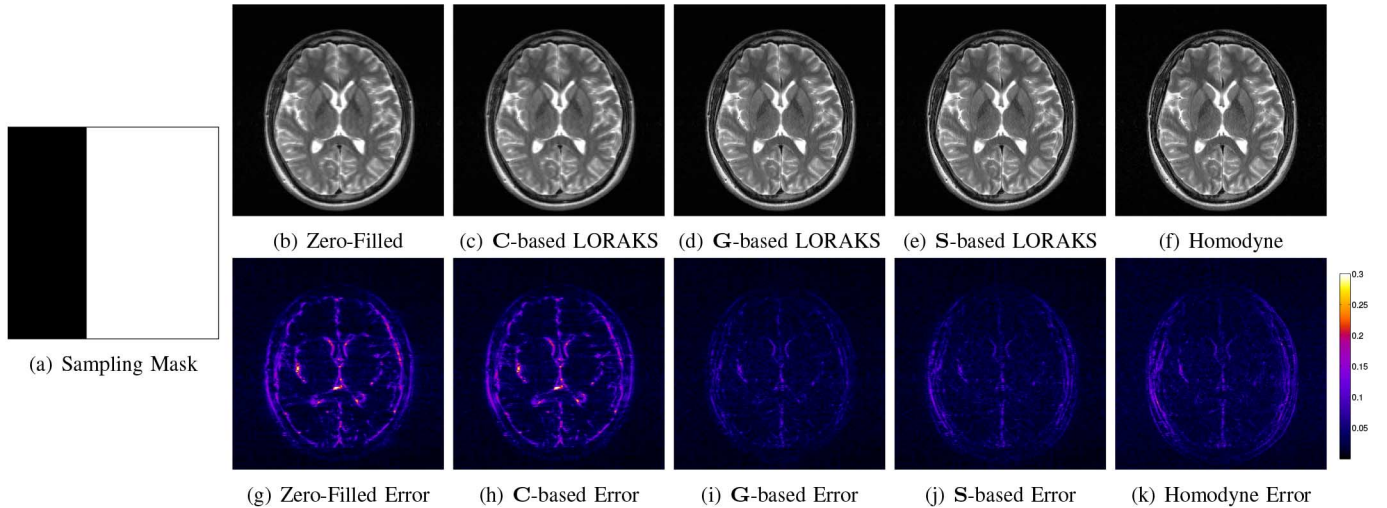 (b) Zero-Filled
(c) C-based LORAKS
(d) G-based LORAKS
(e) S-based LORAKS
(f) Homodyne
(a) Sampling Mask
0.3
0.25
0.2
0.15
0.1
0.05
(g) Zero-Filled Error
(h) C-based Error
(i) G-based Error
(j) S-based Error
(k) Homodyne Error